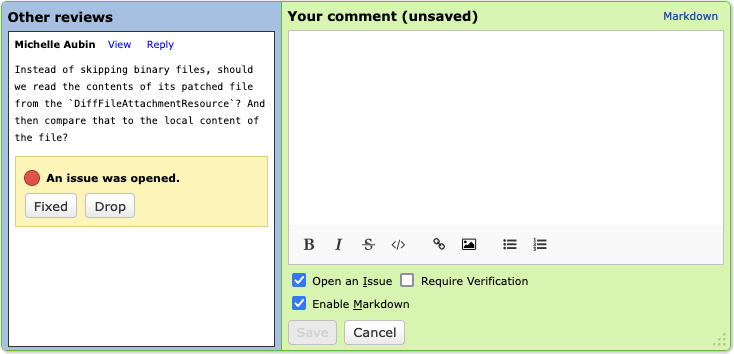 Other reviews
Michelle Aubin View Reply
Instead of skipping binary files, should
we read the contents of its patched file
from the `DiffFileAttachmentResource`? And
then compare that to the local content of
the file?
An issue was opened.
Fixed Drop
Your comment (unsaved) Markdown
B I S </>
Open an Issue Require Verification
Enable Markdown
Save Cancel